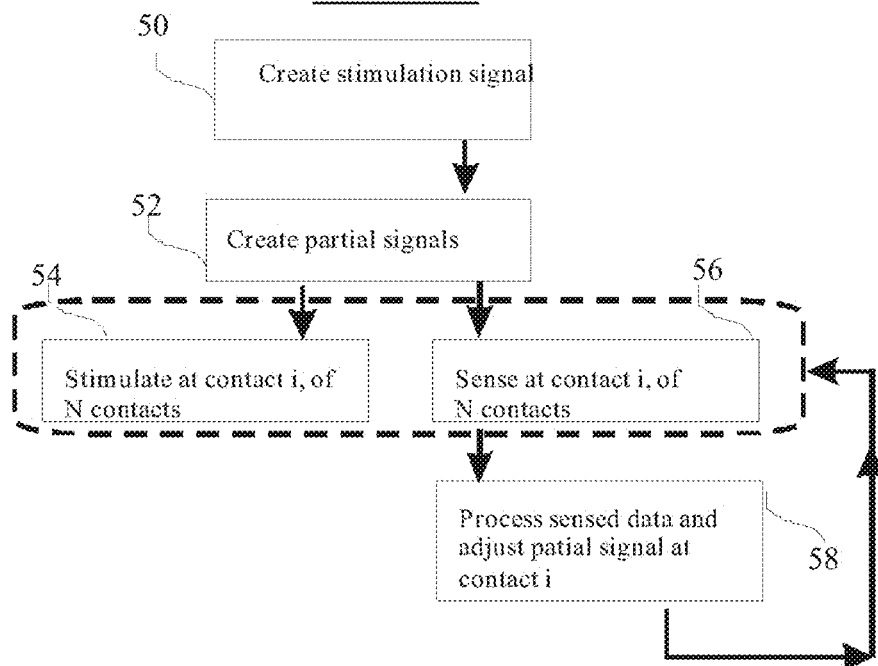 50
Create stimulation signal
52
Create partial signals
54
56
Stimulate at contact i, of
N contacts
Sense at contact i, of
N contacts
Process sensed data and
adjust patial signal at
contact i
58